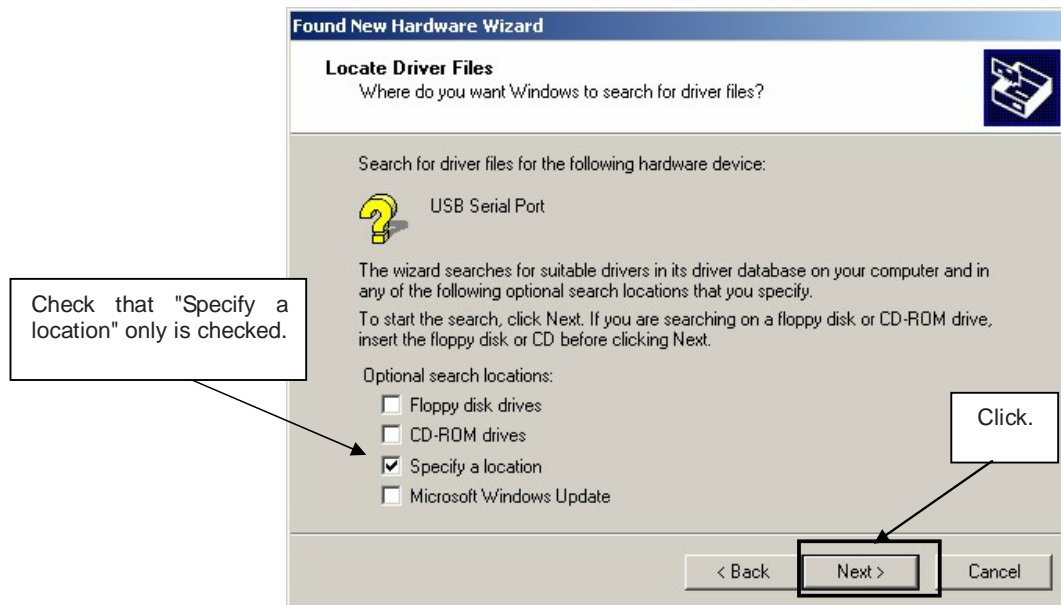 Found New Hardware Wizard
Locate Driver Files
Where do you want Windows to search for driver files?
Search for driver files for the following hardware device:
USB Serial Port
The wizard searches for suitable drivers in its driver database on your computer and in
any of the following optional search locations that you specify.
To start the search, click Next. If you are searching on a floppy disk or CD-ROM drive,
insert the floppy disk or CD before clicking Next.
Check that "Specify a
location" only is checked.
Optional search locations:
Floppy disk drives
CD-ROM drives
Specify a location
Microsoft Windows Update
Click.
< Back
Next >
Cancel